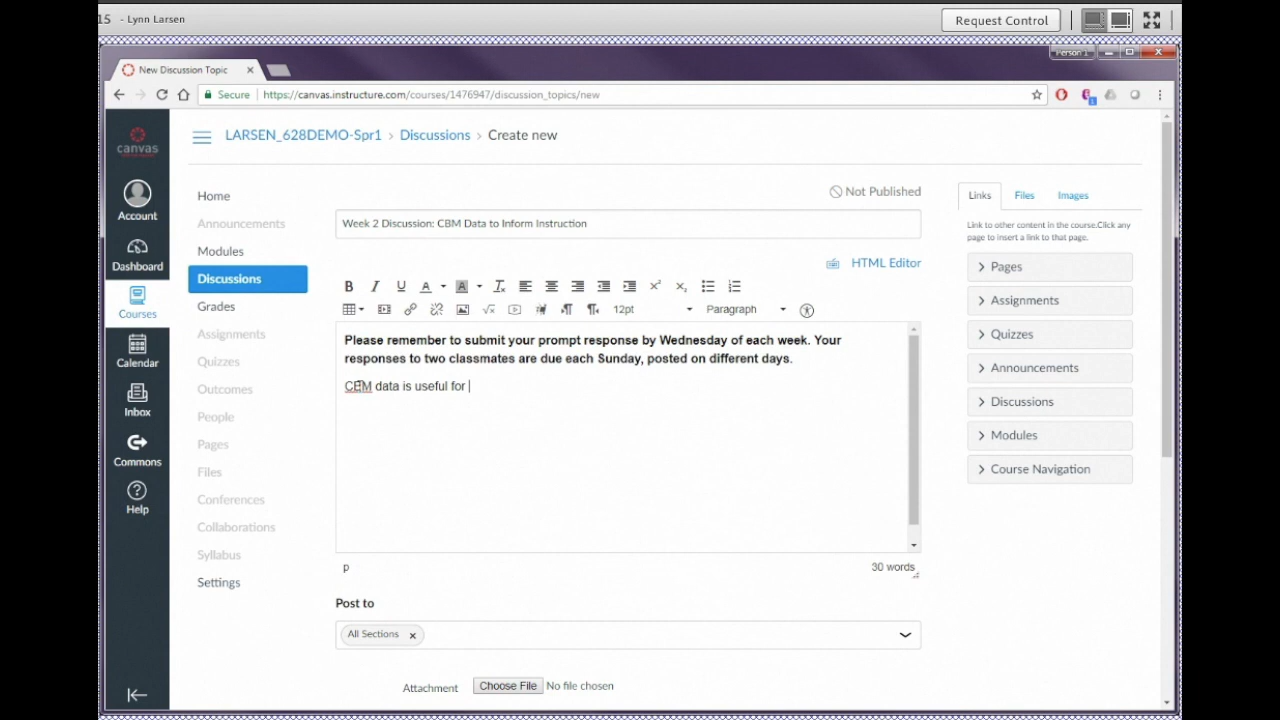 15 - Lynn Larsen
Request Control
Person 1
New Discussion Topic
Secure https://canvas.instructure.com/courses/1476947/discussion_topics/new
canvas
Account
Dashboard
Courses
Calendar
Inbox
Commons
Help
LARSEN_628DEMO-Spr1 > Discussions > Create new
Home
Announcements
Modules
Discussions
Grades
Assignments
Quizzes
Outcomes
People
Pages
Files
Conferences
Collaborations
Syllabus
Settings
Not Published
Week 2 Discussion: CBM Data to Inform Instruction
HTML Editor
12pt Paragraph
Please remember to submit your prompt response by Wednesday of each week. Your
responses to two classmates are due each Sunday, posted on different days.
CBM data is useful for
p 30 words
Post to
All Sections
Attachment Choose File No file chosen
Links Files Images
Link to other content in the course.Click any
page to insert a link to that page.
Pages
Assignments
Quizzes
Announcements
Discussions
Modules
Course Navigation